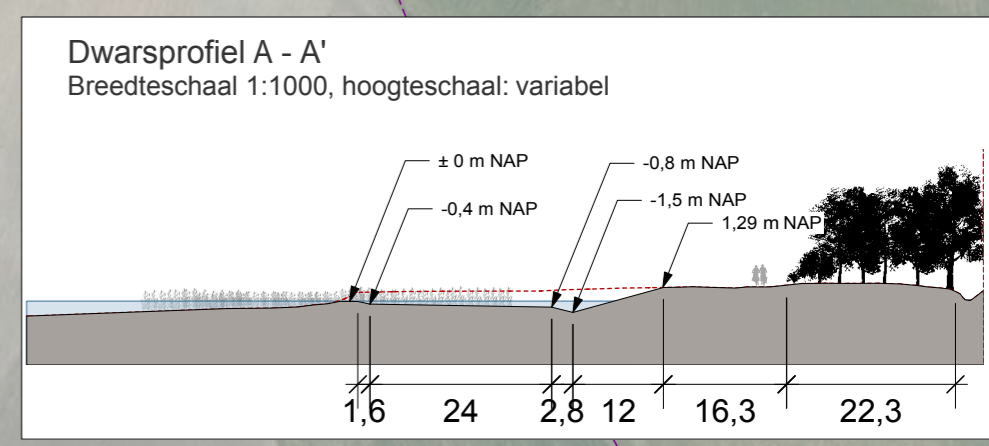 Dwarsprofiel A - A'
Breedteschaal 1:1000, hoogteschaal: variabel
± 0 m NAP
-0,4 m NAP
-0,8 m NAP
-1,5 m NAP
1,29 m NAP
1,6 24 2,8 12 16,3 22,3